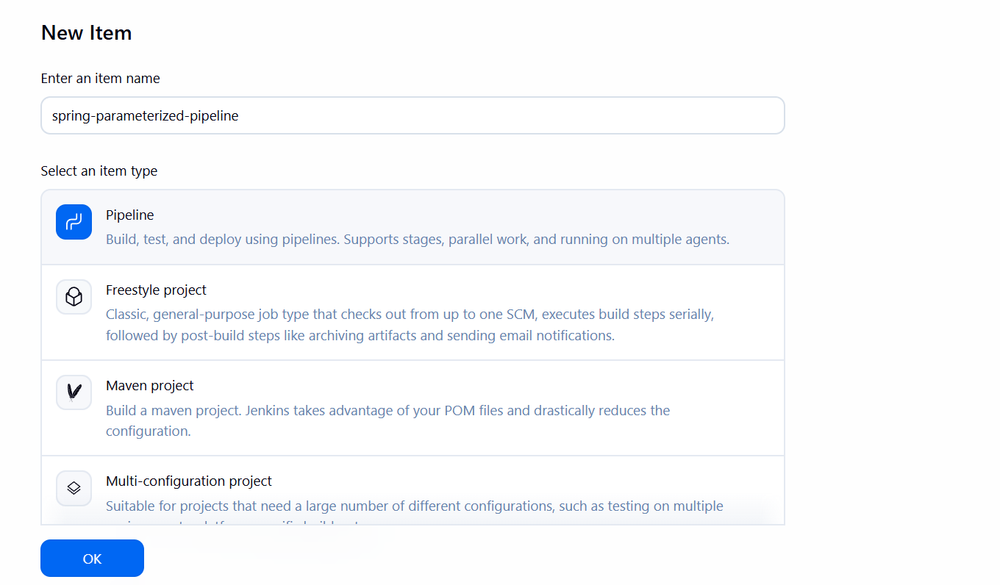 New Item
Enter an item name
spring-parameterized-pipeline
Select an item type
Pipeline
Build, test, and deploy using pipelines. Supports stages, parallel work, and running on multiple agents.
Freestyle project
Classic, general-purpose job type that checks out from up to one SCM, executes build steps serially,
followed by post-build steps like archiving artifacts and sending email notifications.
Maven project
Build a maven project. Jenkins takes advantage of your POM files and drastically reduces the
configuration.
Multi-configuration project
Suitable for projects that need a large number of different configurations, such as testing on multiple
OK